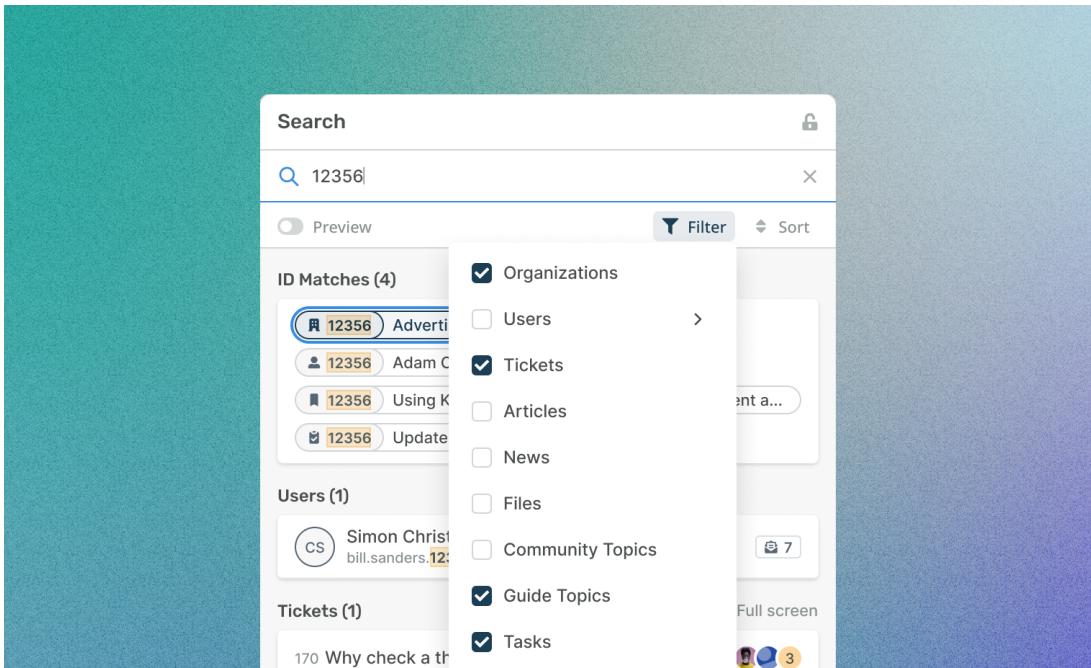 Search
12356
Preview
Filter
Sort
ID Matches (4)
Organizations
12356 Adverti
Users
12356 Adam
Tickets
12356 Using
ent a...
Articles
12356 Update
News
Users (1)
Files
Simon Christ
CS
7
bill.sanders.12
Community Topics
Guide Topics
Tickets (1)
Full screen
Tasks
170 Why check a th
3